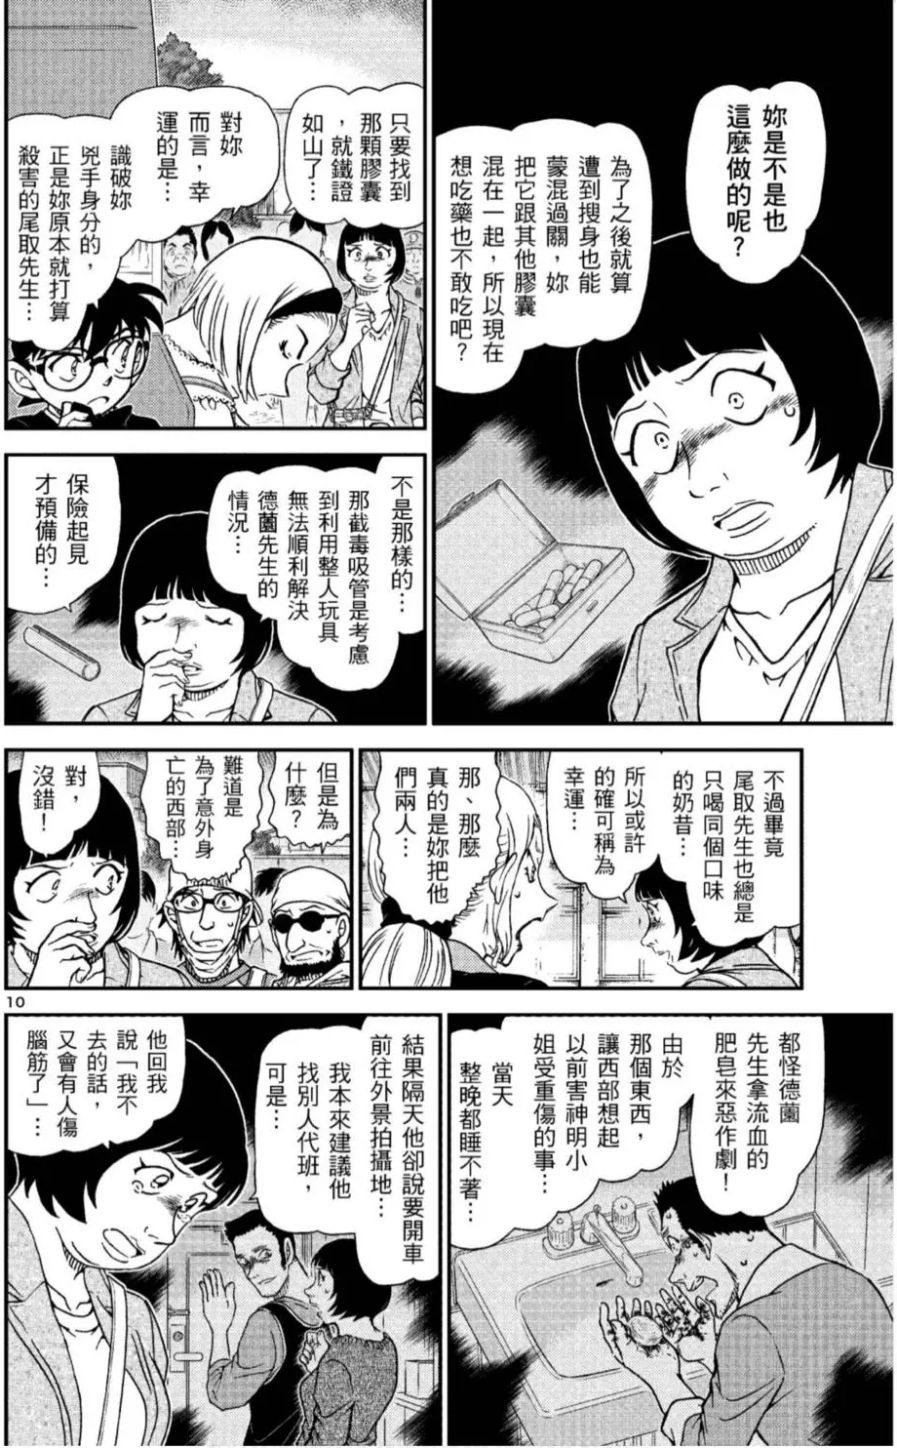 妳是不是也
這麼做的呢？
為了之後就算
遭到搜身也能
蒙混過關，妳
把它跟其他膠囊
混在一起，所以現在
想吃藥也不敢吃吧？
只要找到
那顆膠囊
，就鐵證
如山了…
對妳
而言，幸
運的是…
識破妳
兇手身分的，
正是妳原本就打算
殺害的尾取先生…
不是那樣的…
那截毒吸管是考慮
到利用整人玩具
無法順利解決
德薗先生的
情況…
保險起見
才預備的…
不過畢竟
尾取先生也總是
只喝同個口味
的奶昔…
所以或許
的確可稱為
幸運…
那、那麼
真的是妳把他
們兩人…
但是為
什麼？
難道是
為了意外身
亡的西部…
對，
沒錯！
10
都怪德薗
先生拿流血的
肥皂來惡作劇！
由於
那個東西，
讓西部想起
以前害神明小
姐受重傷的事…
當天
整晚都睡不著…
結果隔天他卻說要開車
前往外景拍攝地…
我本來建議他
找別人代班，
可是…
他回我
說「我不
去的話，
又會有人傷
腦筋了」…